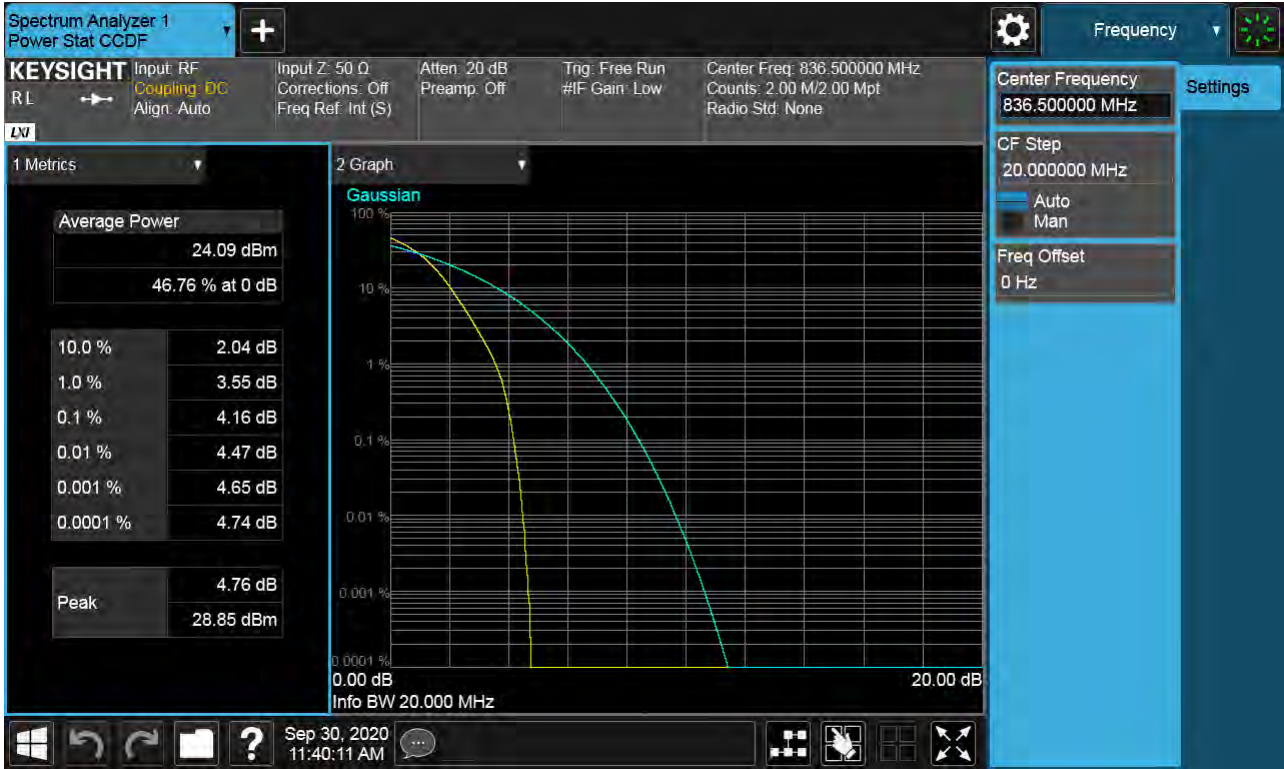 Spectrum Analyzer 1
Power Stat CCDF
+
Frequency
KEYSIGHT
RL
LXI
Input: RF
Coupling: DC
Align: Auto
Input Z: 50 Ω
Corrections: Off
Freq Ref: Int (S)
Atten: 20 dB
Preamp: Off
Trig: Free Run
#IF Gain: Low
Center Freq: 836.500000 MHz
Counts: 2.00 M/2.00 Mpt
Radio Std: None
Center Frequency
836.500000 MHz
Settings
CF Step
20.000000 MHz
Auto
Man
Freq Offset
0 Hz
1 Metrics
Average Power
24.09 dBm
46.76 % at 0 dB
10.0 % 2.04 dB
1.0 % 3.55 dB
0.1 % 4.16 dB
0.01 % 4.47 dB
0.001 % 4.65 dB
0.0001 % 4.74 dB
Peak
4.76 dB
28.85 dBm
2 Graph
Gaussian
100 %
10 %
1 %
0.1 %
0.01 %
0.001 %
0.0001 %
0.00 dB 20.00 dB
Info BW 20.000 MHz
?
Sep 30, 2020
11:40:11 AM